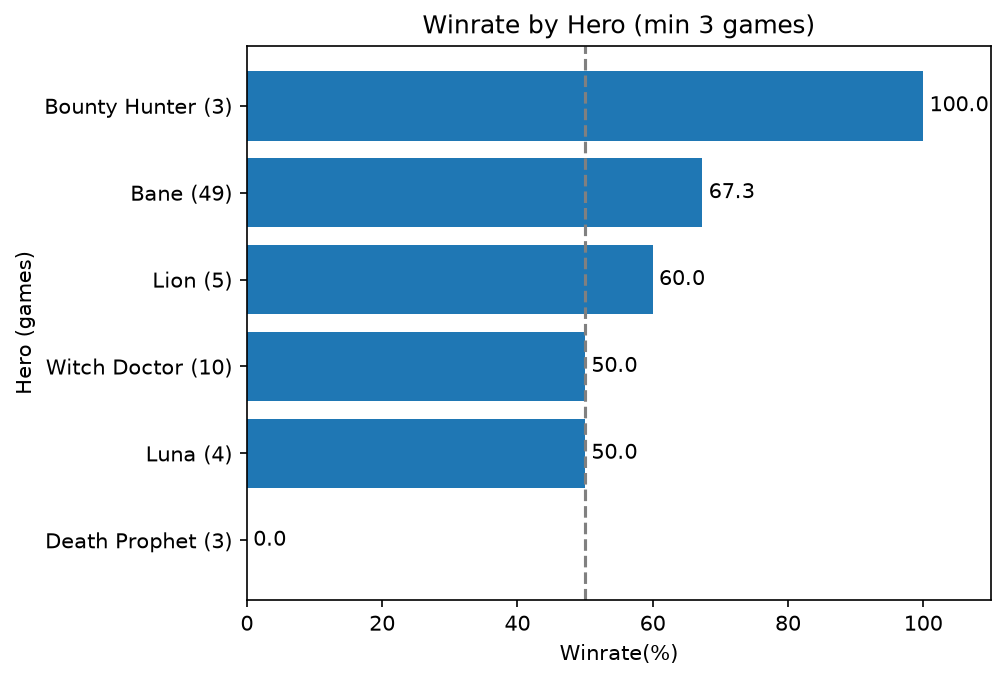 Winrate by Hero (min 3 games)
Bounty Hunter (3)
100.0
Bane (49)
67.3
Lion (5)
60.0
Witch Doctor (10)
50.0
Luna (4)
50.0
Death Prophet (3)
0.0
Hero (games)
0 20 40 60 80 100
Winrate(%)